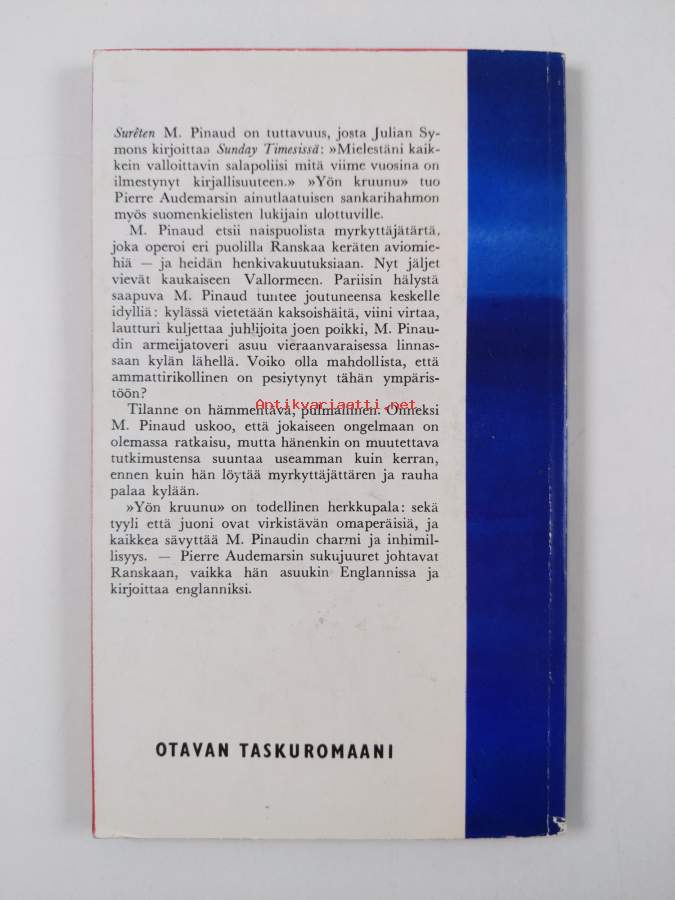 Surêten M. Pinaud on tuttavuus, josta Julian Sy-
mons kirjoittaa Sunday Timesissä: »Mielestäni kaik-
kein valloittavin salapoliisi mitä viime vuosina on
ilmestynyt kirjallisuuteen.» »Yön kruunu» tuo
Pierre Audemarsin ainutlaatuisen sankarihahmon
myös suomenkielisten lukijain ulottuville.
M. Pinaud etsii naispuolista myrkyttäjätärtä,
joka operoi eri puolilla Ranskaa keräten aviomie-
hiä — ja heidän henkivakuutuksiaan. Nyt jäljet
vievät kaukaiseen Vallormeen. Pariisin hälystä
saapuva M. Pinaud tuntee joutuneensa keskelle
idylliä: kylässä vietetään kaksoishäitä, viini virtaa,
lautturi kuljettaa juhlijoita joen poikki, M. Pinau-
din armeijatoveri asuu vieraanvaraisessa linnas-
saan kylän lähellä. Voiko olla mahdollista, että
ammattirikollinen on pesiytynyt tähän ympäris-
töön?
Antikvariaatti.net
Tilanne on hämmentävä, pulmallinen. Onneksi
M. Pinaud uskoo, että jokaiseen ongelmaan on
olemassa ratkaisu, mutta hänenkin on muutettava
tutkimustensa suuntaa useamman kuin kerran,
ennen kuin hän löytää myrkyttäjättären ja rauha
palaa kylään.
»Yön kruunu» on todellinen herkkupala: sekä
tyyli että juoni ovat virkistävän omaperäisiä, ja
kaikkea sävyttää M. Pinaudin charmi ja inhimil-
lisyys. — Pierre Audemarsin sukujuuret johtavat
Ranskaan, vaikka hän asuukin Englannissa ja
kirjoittaa englanniksi.
OTAVAN TASKUROMAANI